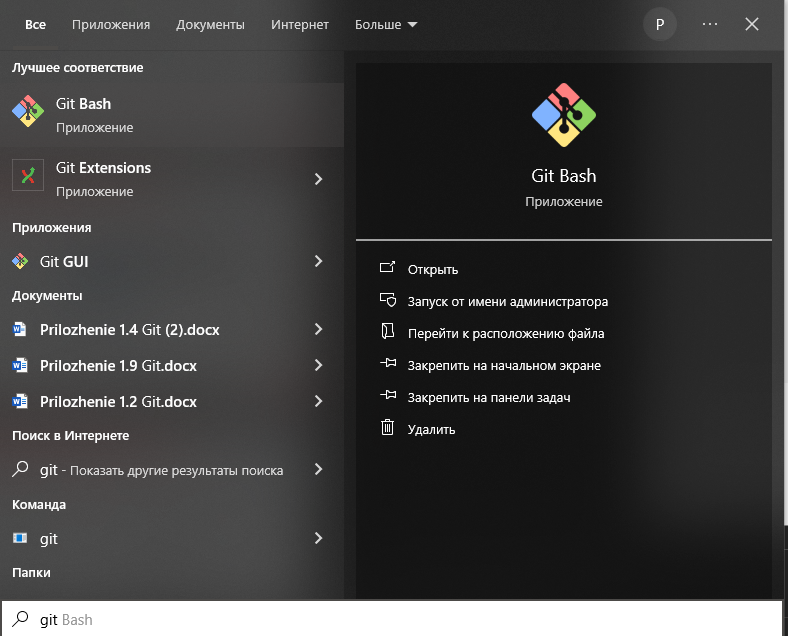 Все Приложения Документы Интернет Больше P ...
Лучшее соответствие
Git Bash
Приложение
Git Extensions
Приложение
Приложения
Git GUI
Документы
Prilozhenie 1.4 Git (2).docx
Prilozhenie 1.9 Git.docx
Prilozhenie 1.2 Git.docx
Поиск в Интернете
git - Показать другие результаты поиска
Команда
git
Папки
git Bash
Git Bash
Приложение
Открыть
Запуск от имени администратора
Перейти к расположению файла
Закрепить на начальном экране
Закрепить на панели задач
Удалить